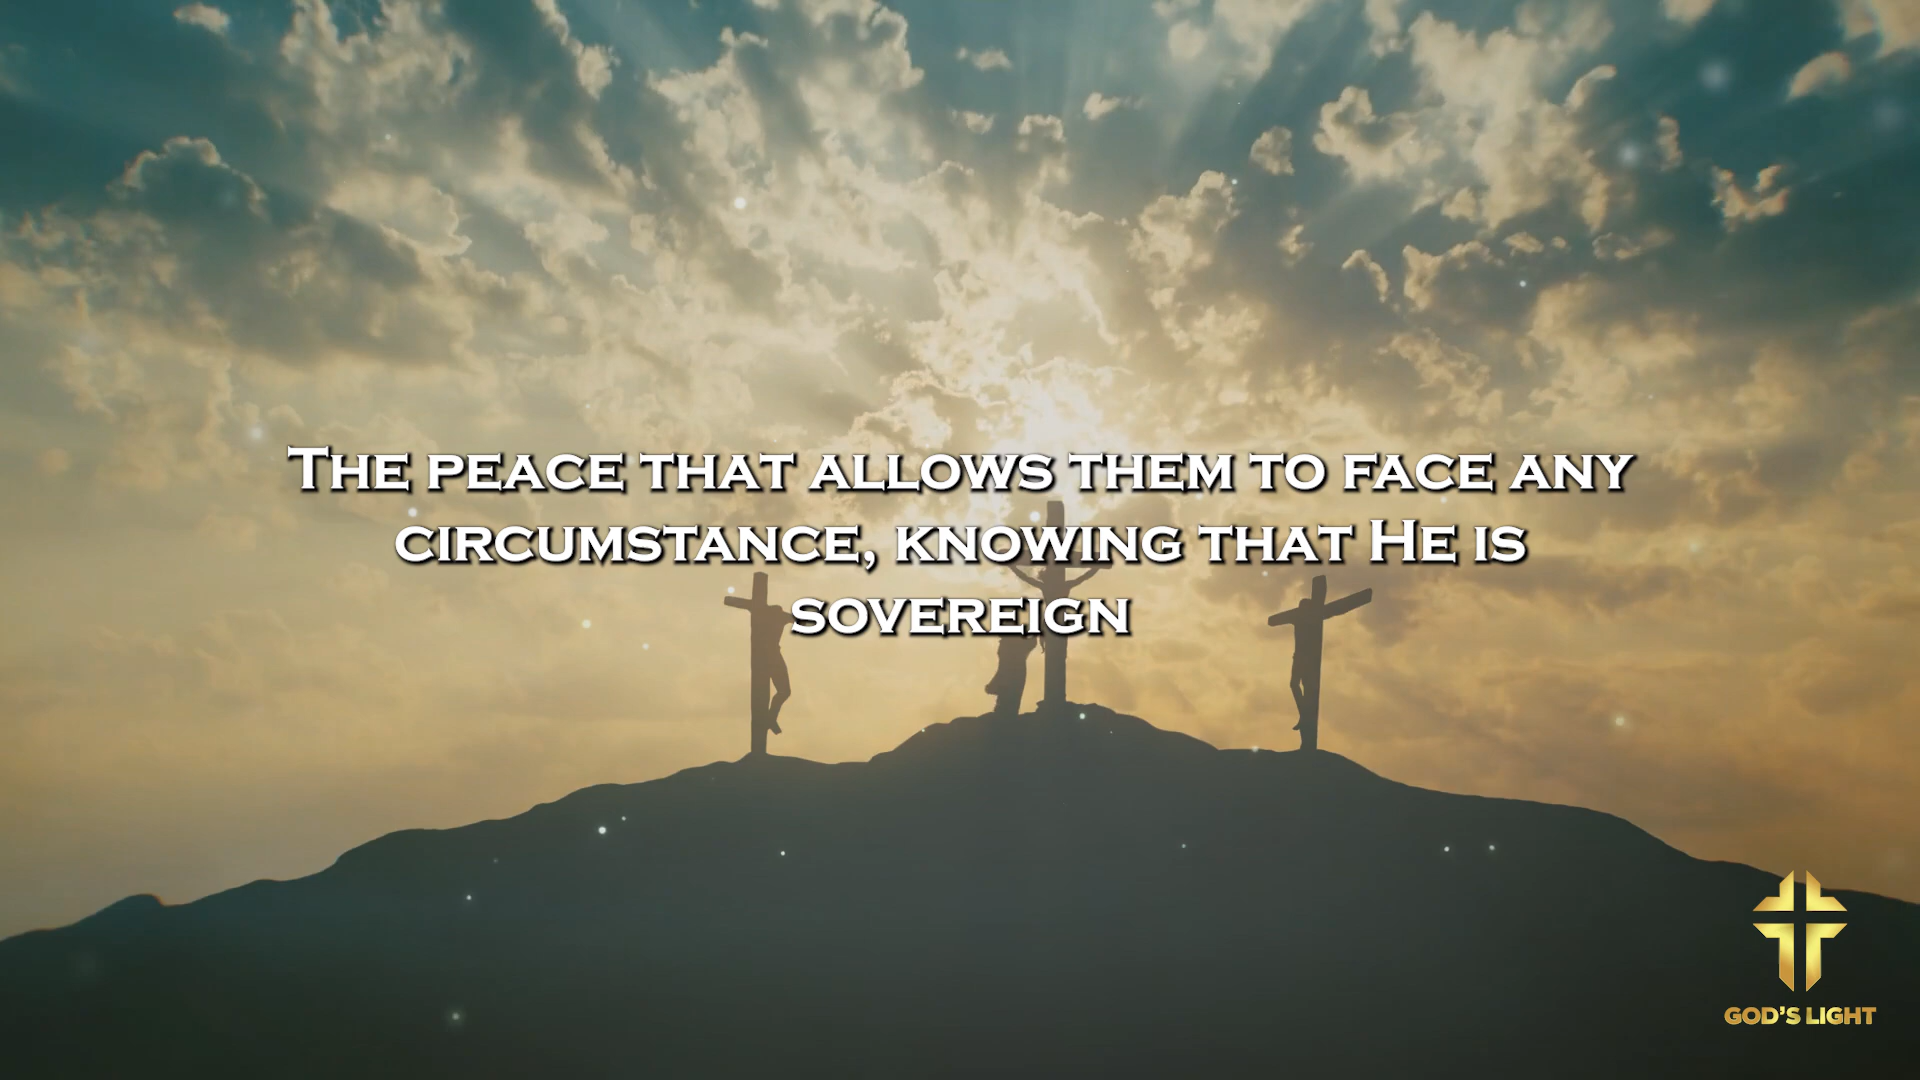 The peace that allows them to face any
circumstance, knowing that He is
sovereign
GOD'S LIGHT